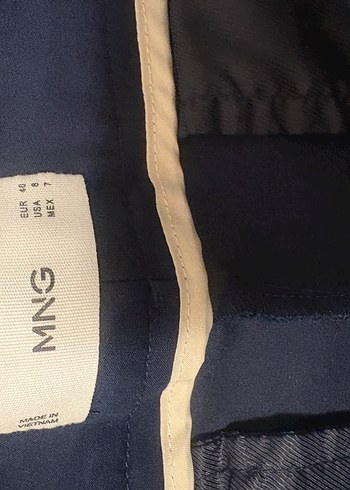 EUR 40
USA 8
MEX 7
MNG
MADE IN
VIETNAM